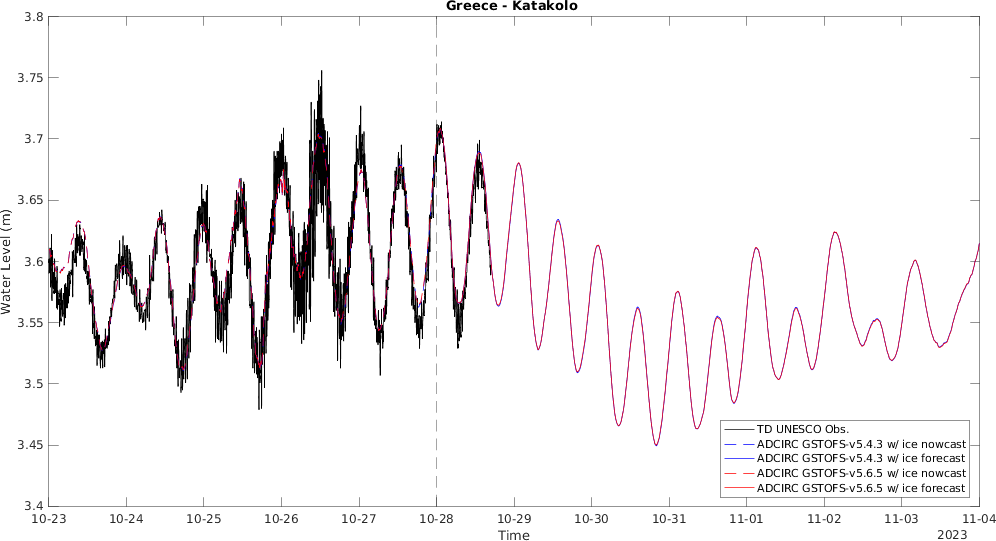 Greece - Katakolo
3.8
3.75
3.7
3.65
3.6
3.55
3.5
3.45
3.4
Water Level (m)
TD UNESCO Obs.
ADCIRC GSTOFS-v5.4.3 w/ ice nowcast
ADCIRC GSTOFS-v5.4.3 w/ ice forecast
ADCIRC GSTOFS-v5.6.5 w/ ice nowcast
ADCIRC GSTOFS-v5.6.5 w/ ice forecast
10-23 10-24 10-25 10-26 10-27 10-28 10-29 10-30 10-31 11-01 11-02 11-03 11-04
Time
2023